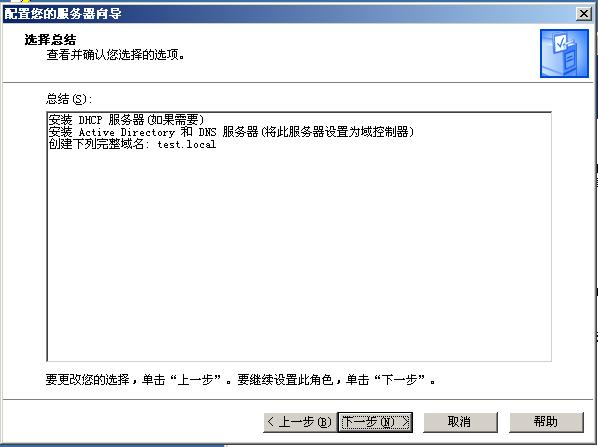 配置您的服务器向导
选择总结
查看并确认您选择的选项。
总结(S):
安装 DHCP 服务器(如果需要)
安装 Active Directory 和 DNS 服务器(将此服务器设置为域控制器)
创建下列完整域名: test.local
要更改您的选择，单击“上一步”。要继续设置此角色，单击“下一步”。
< 上一步(B) 下一步(N) > 取消 帮助